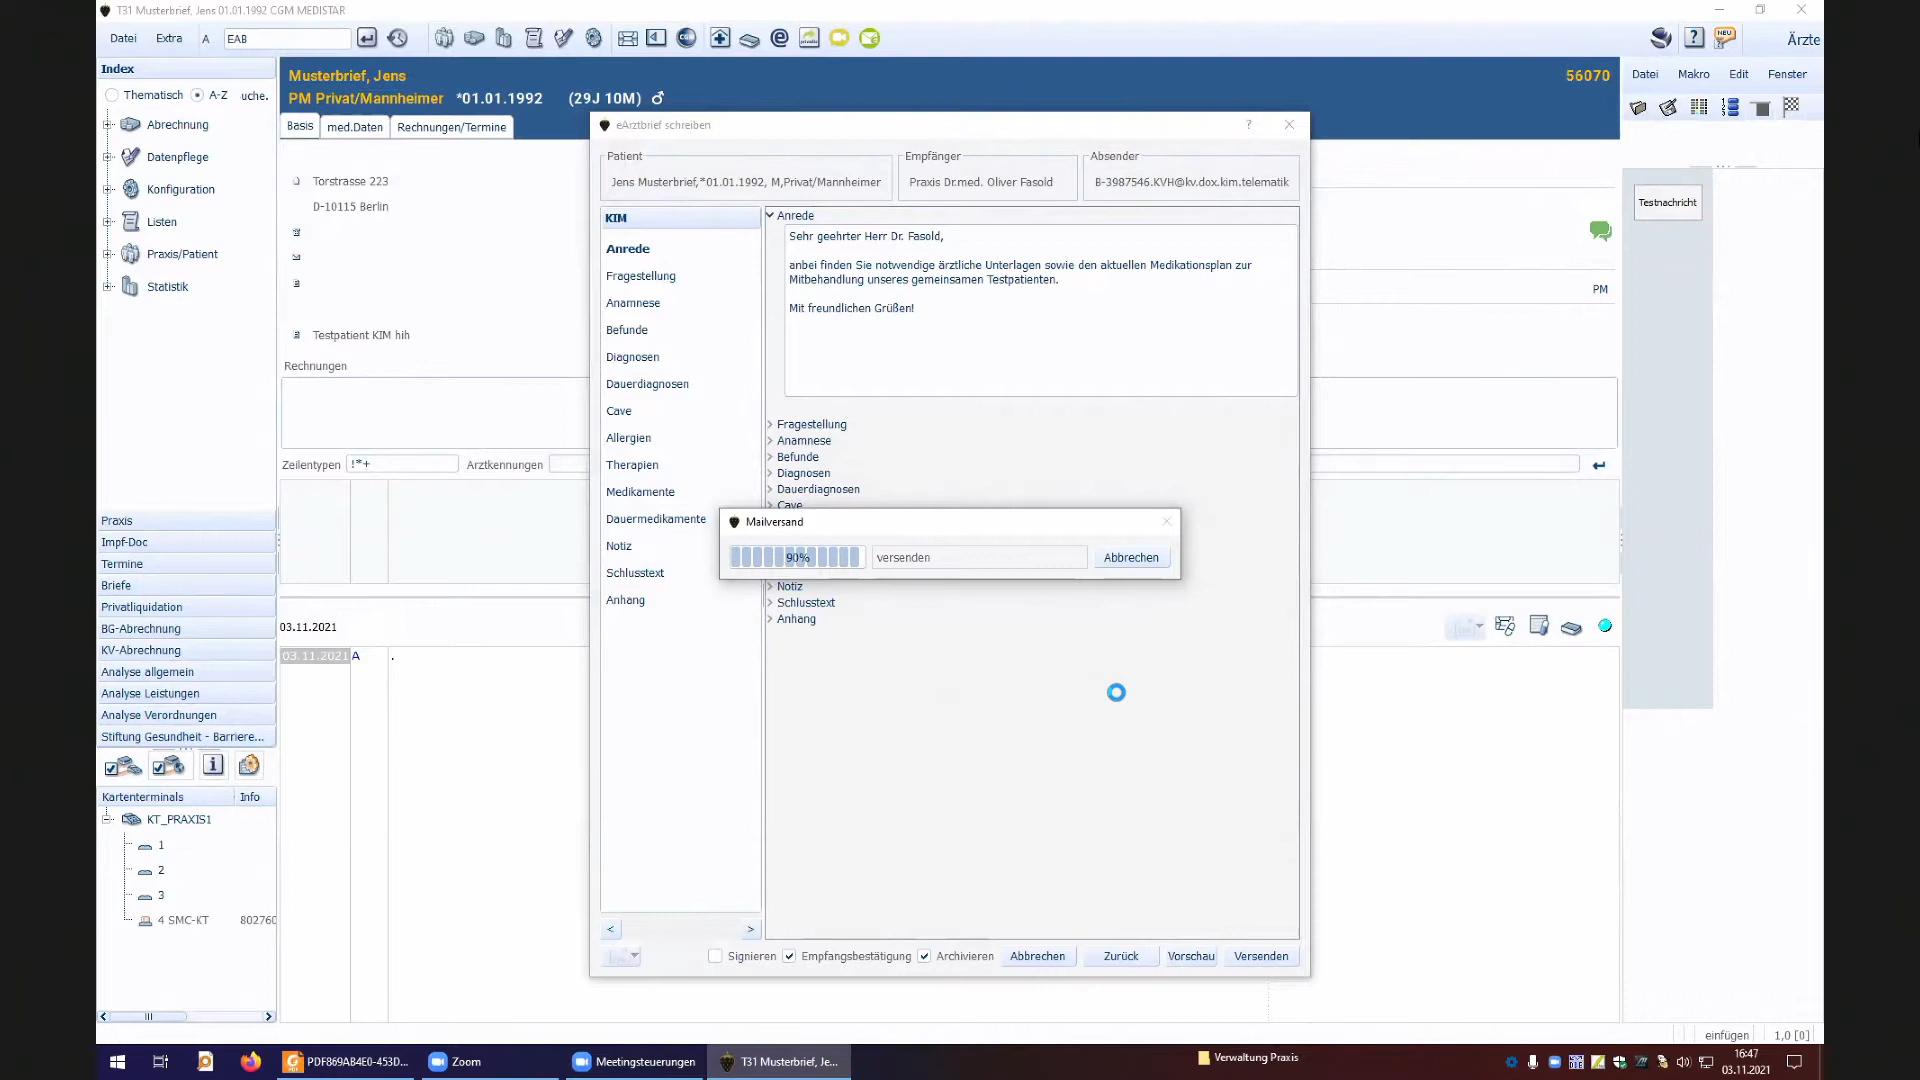 T31 Musterbrief, Jens 01.01.1992 CGM MEDISTAR
Datei Extra A EAB
NEU
Ärzte
Index
Thematisch A-Z uche.
Abrechnung
Datenpflege
Konfiguration
Listen
Praxis/Patient
Statistik
Praxis
Impf-Doc
Termine
Briefe
Privatliquidation
BG-Abrechnung
KV-Abrechnung
Analyse allgemein
Analyse Leistungen
Analyse Verordnungen
Stiftung Gesundheit - Barriere...
Kartenterminals Info
KT_PRAXIS1
1
2
3
4 SMC-KT 802760
Musterbrief, Jens 56070
PM Privat/Mannheimer *01.01.1992 (29J 10M) ♂
Basis med.Daten Rechnungen/Termine
Torstrasse 223
D-10115 Berlin
Testpatient KIM hih
Rechnungen
Zeilentypen !*+ Arztkennungen
03.11.2021
03.11.2021 A .
PM
Datei Makro Edit Fenster
Testnachricht
eArztbrief schreiben
Patient
Jens Musterbrief,*01.01.1992, M,Privat/Mannheimer
Empfänger
Praxis Dr.med. Oliver Fasold
Absender
B-3987546.KVH@kv.dox.kim.telematik
KIM
Anrede
Fragestellung
Anamnese
Befunde
Diagnosen
Dauerdiagnosen
Cave
Allergien
Therapien
Medikamente
Dauermedikamente
Notiz
Schlusstext
Anhang
Anrede
Sehr geehrter Herr Dr. Fasold,
anbei finden Sie notwendige ärztliche Unterlagen sowie den aktuellen Medikationsplan zur
Mitbehandlung unseres gemeinsamen Testpatienten.
Mit freundlichen Grüßen!
Fragestellung
Anamnese
Befunde
Diagnosen
Dauerdiagnosen
Cave
Mailversand
90% versenden Abbrechen
Notiz
Schlusstext
Anhang
< >
Signieren Empfangsbestätigung Archivieren Abbrechen Zurück Vorschau Versenden
einfügen 1,0 [0]
PDF869AB4E0-453D... Zoom Meetingsteuerungen T31 Musterbrief, Je... Verwaltung Praxis
16:47
03.11.2021